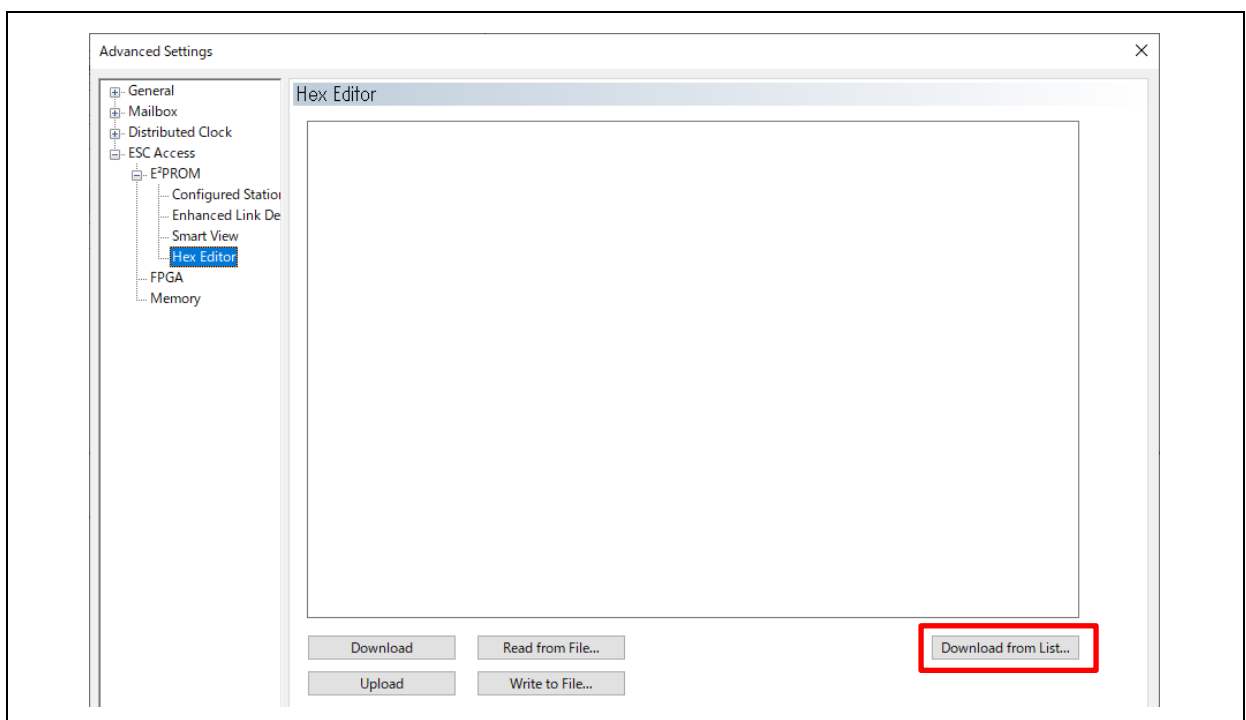 Advanced Settings
General
Mailbox
Distributed Clock
ESC Access
E²PROM
Configured Station
Enhanced Link De
Smart View
Hex Editor
FPGA
Memory
Hex Editor
Download
Read from File...
Download from List...
Upload
Write to File...